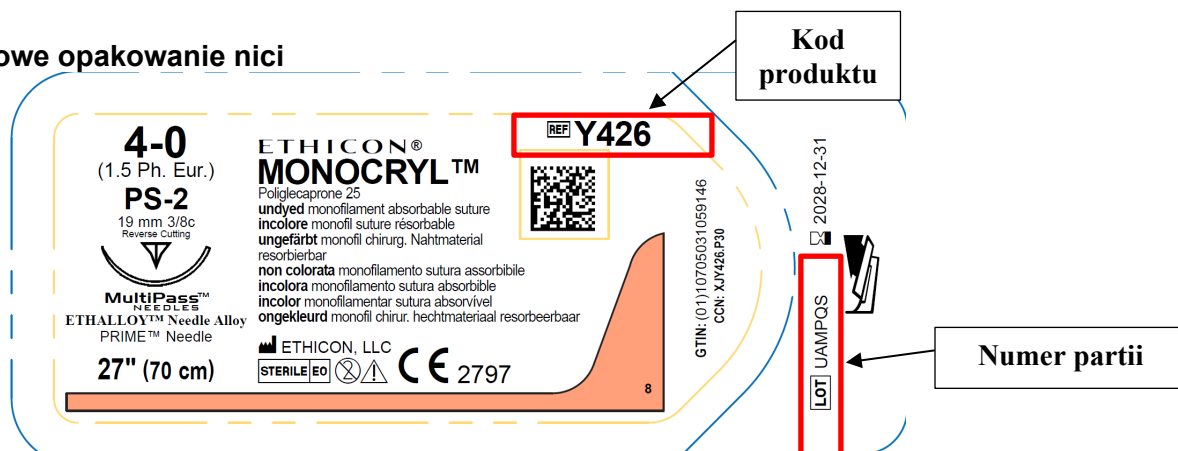 owe opakowanie nici
Kod
produktu
4-0
(1.5 Ph. Eur.)
PS-2
19 mm 3/8c
Reverse Cutting
MultiPass™
NEEDLES
ETHALLOY™ Needle Alloy
PRIME™ Needle
27" (70 cm)
ETHICON®
MONOCRYL™
Poliglecaprone 25
undyed monofilament absorbable suture
incolore monofil suture résorbable
ungefärbt monofil chirurg. Nahtmaterial
resorbierbar
non colorata monofilamento sutura assorbibile
incolora monofilamento sutura absorbible
incolor monofilamentar sutura absorvível
ongekleurd monofil chirur. hechtmateriaal resorbeerbaar
ETHICON, LLC
STERILE EO
CE 2797
REF Y426
8
GTIN: (01)10705031059146
CCN: XJY426.P30
2028-12-31
LOT UAMPQS
Numer partii